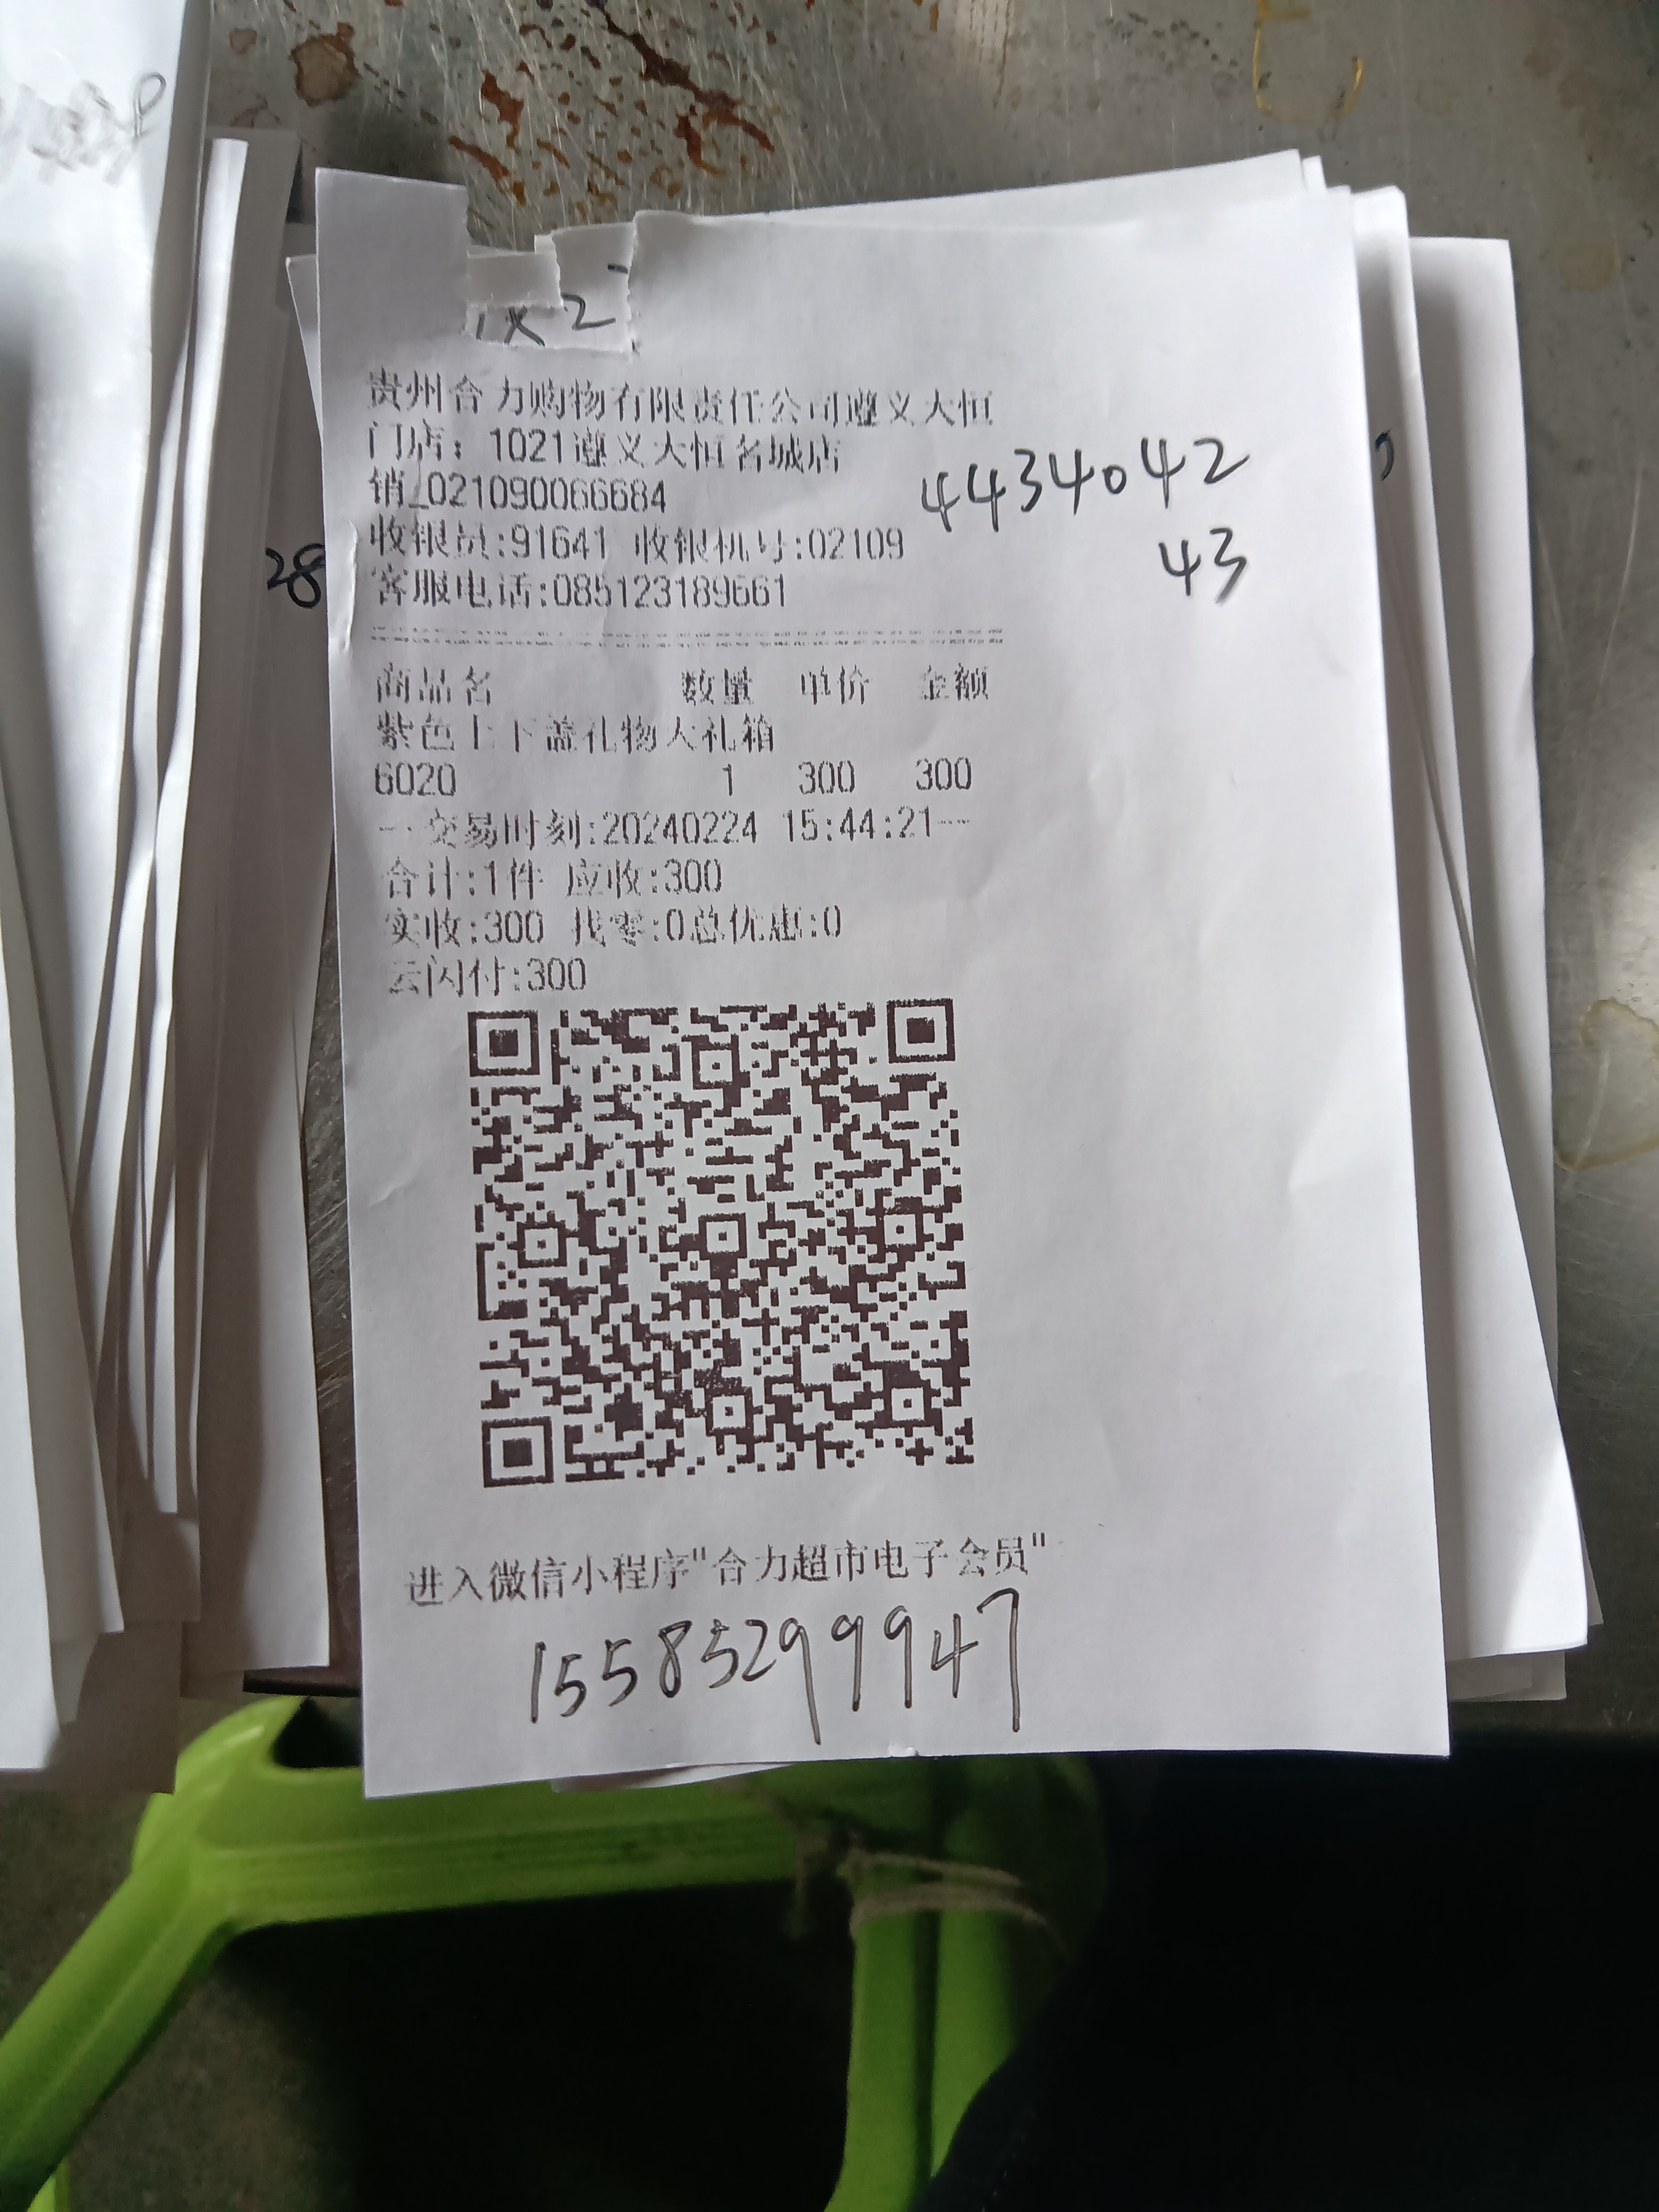 1x2
贵州合力购物有限责任公司遵义大恒
门店：1021遵义大恒名城店
销_021090066684
4434042
收银员:91641 收银机号:02109
43
客服电话:085123189661
28
商品名 数量 单价 金额
紫色上下盖礼物大礼箱
6020 1 300 300
--交易时刻:20240224 15:44:21--
合计:1件 应收:300
实收:300 找零:0总优惠:0
云闪付:300
进入微信小程序"合力超市电子会员"
15585299947